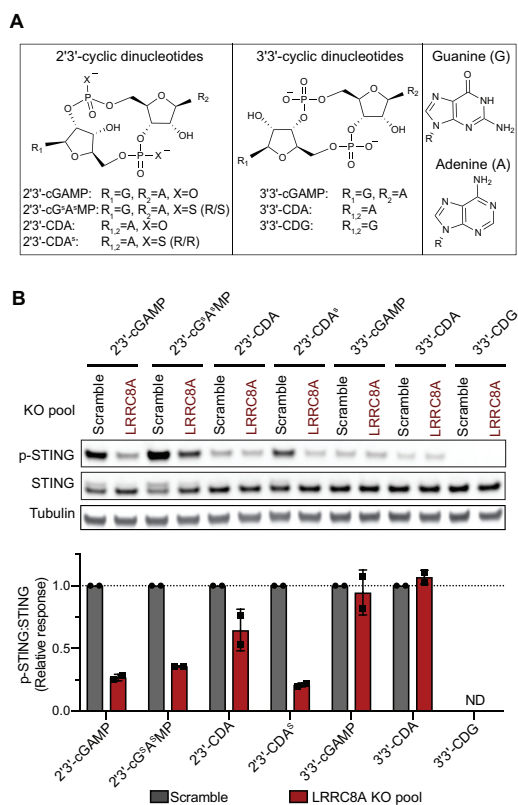 A
2'3'-cyclic dinucleotides
3'3'-cyclic dinucleotides
Guanine (G)
X⁻
O
P
O
O
R₂
O
O
OH
O
OH
R₁
O
O
P
X⁻
O
O
⁻O
P
O
O
R₂
OH
O
O
OH
O
R₁
O
P
O⁻
O
O
N
NH
N
N
NH₂
R
Adenine (A)
NH₂
N
N
N
N
R
2'3'-cGAMP: R₁=G, R₂=A, X=O
2'3'-cGˢAˢMP: R₁=G, R₂=A, X=S (R/S)
2'3'-CDA: R₁,₂=A, X=O
2'3'-CDAˢ: R₁,₂=A, X=S (R/R)
3'3'-cGAMP: R₁=G, R₂=A
3'3'-CDA: R₁,₂=A
3'3'-CDG: R₁,₂=G
B
2'3'-cGAMP
2'3'-cGˢAˢMP
2'3'-CDA
2'3'-CDAˢ
3'3'-cGAMP
3'3'-CDA
3'3'-CDG
KO pool
Scramble
LRRC8A
Scramble
LRRC8A
Scramble
LRRC8A
Scramble
LRRC8A
Scramble
LRRC8A
Scramble
LRRC8A
Scramble
LRRC8A
p-STING
STING
Tubulin
p-STING:STING
(Relative response)
1.0
0.5
0.0
ND
2'3'-cGAMP
2'3'-cGˢAˢMP
2'3'-CDA
2'3'-CDAˢ
3'3'-cGAMP
3'3'-CDA
3'3'-CDG
Scramble
LRRC8A KO pool